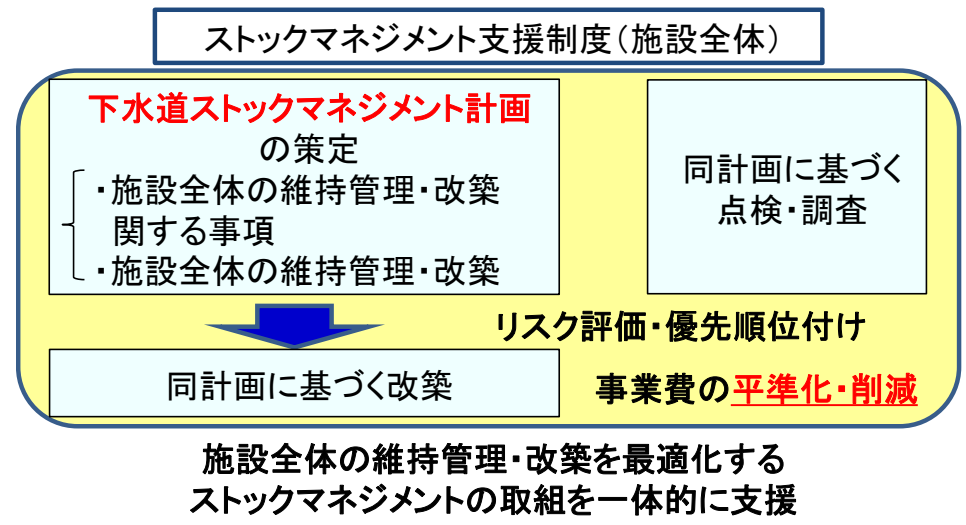 ストックマネジメント支援制度（施設全体）
下水道ストックマネジメント計画
の策定
・施設全体の維持管理・改築
関する事項
・施設全体の維持管理・改築
同計画に基づく
点検・調査
リスク評価・優先順位付け
同計画に基づく改築
事業費の平準化・削減
施設全体の維持管理・改築を最適化する
ストックマネジメントの取組を一体的に支援